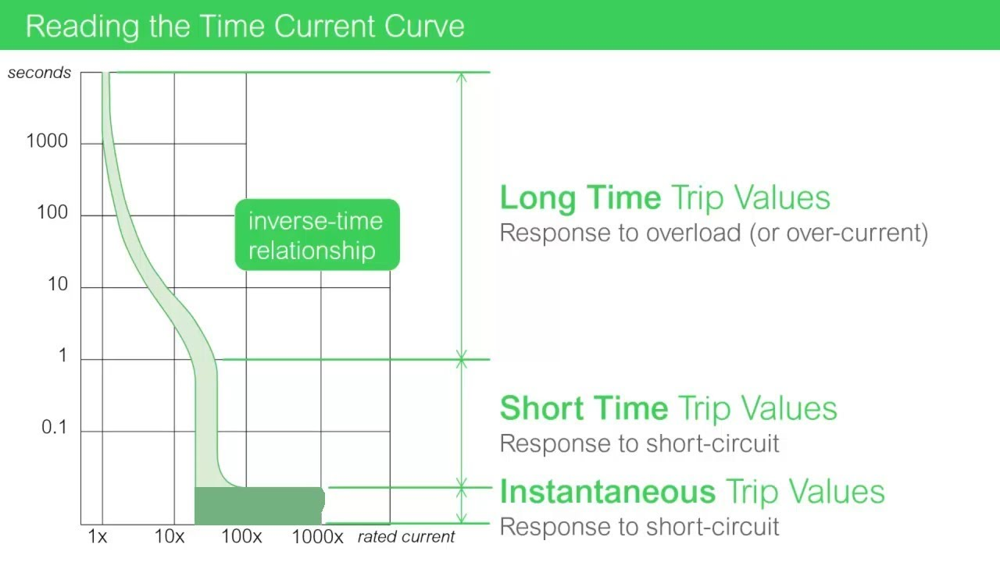 Reading the Time Current Curve
seconds
1000
100
10
1
0.1
1x
10x
100x
1000x
rated current
inverse-time
relationship
Long Time Trip Values
Response to overload (or over-current)
Short Time Trip Values
Response to short-circuit
Instantaneous Trip Values
Response to short-circuit